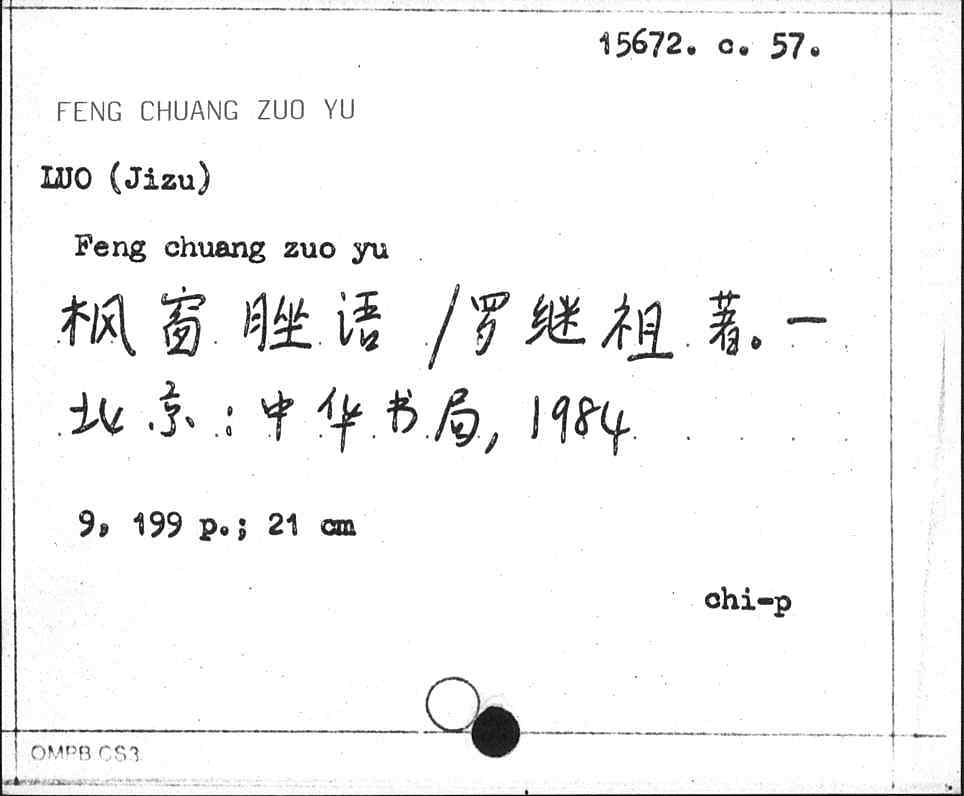 15672. c. 57.
FENG CHUANG ZUO YU
LUO (Jizu)
Feng chuang zuo yu
枫窗脞语 / 罗继祖 著。—
北京：中华书局, 1984
9, 199 p.; 21 cm
chi-p
OMPB CS3